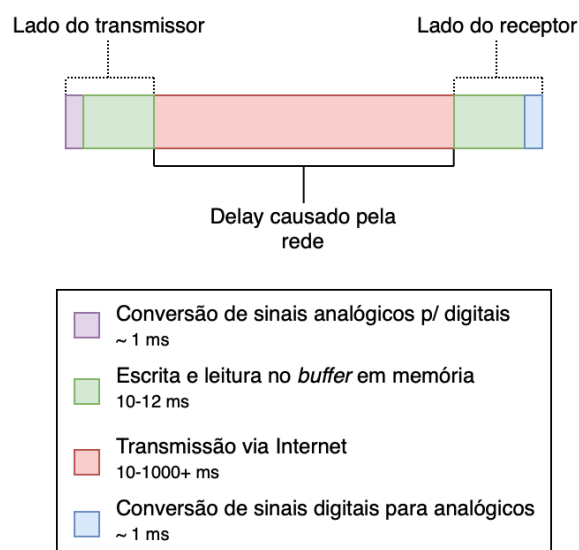 Lado do transmissor
Lado do receptor
Delay causado pela
rede
Conversão de sinais analógicos p/ digitais
~ 1 ms
Escrita e leitura no buffer em memória
10-12 ms
Transmissão via Internet
10-1000+ ms
Conversão de sinais digitais para analógicos
~ 1 ms